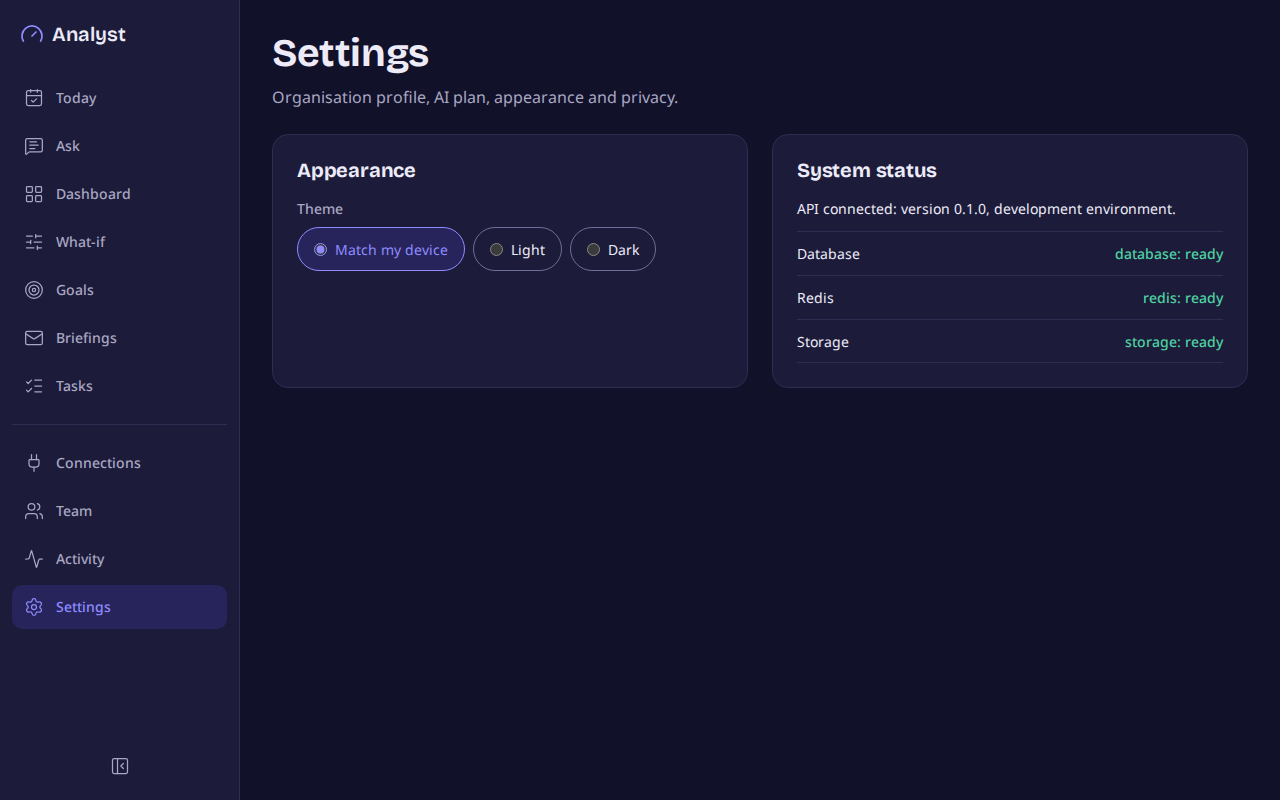 Analyst
Today
Ask
Dashboard
What-if
Goals
Briefings
Tasks
Connections
Team
Activity
Settings
Settings
Organisation profile, AI plan, appearance and privacy.
Appearance
Theme
Match my device
Light
Dark
System status
API connected: version 0.1.0, development environment.
Database database: ready
Redis redis: ready
Storage storage: ready